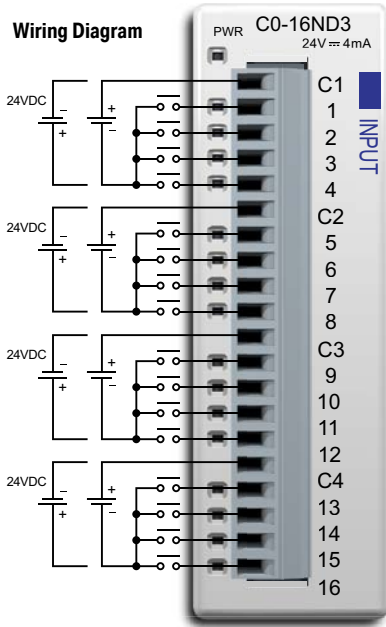 Wiring Diagram
PWR
C0-16ND3
24V ⎓ 4mA
INPUT
C1
1
2
3
4
C2
5
6
7
8
C3
9
10
11
12
C4
13
14
15
16
24VDC
− +
+ −
24VDC
− +
+ −
24VDC
− +
+ −
24VDC
− +
+ −